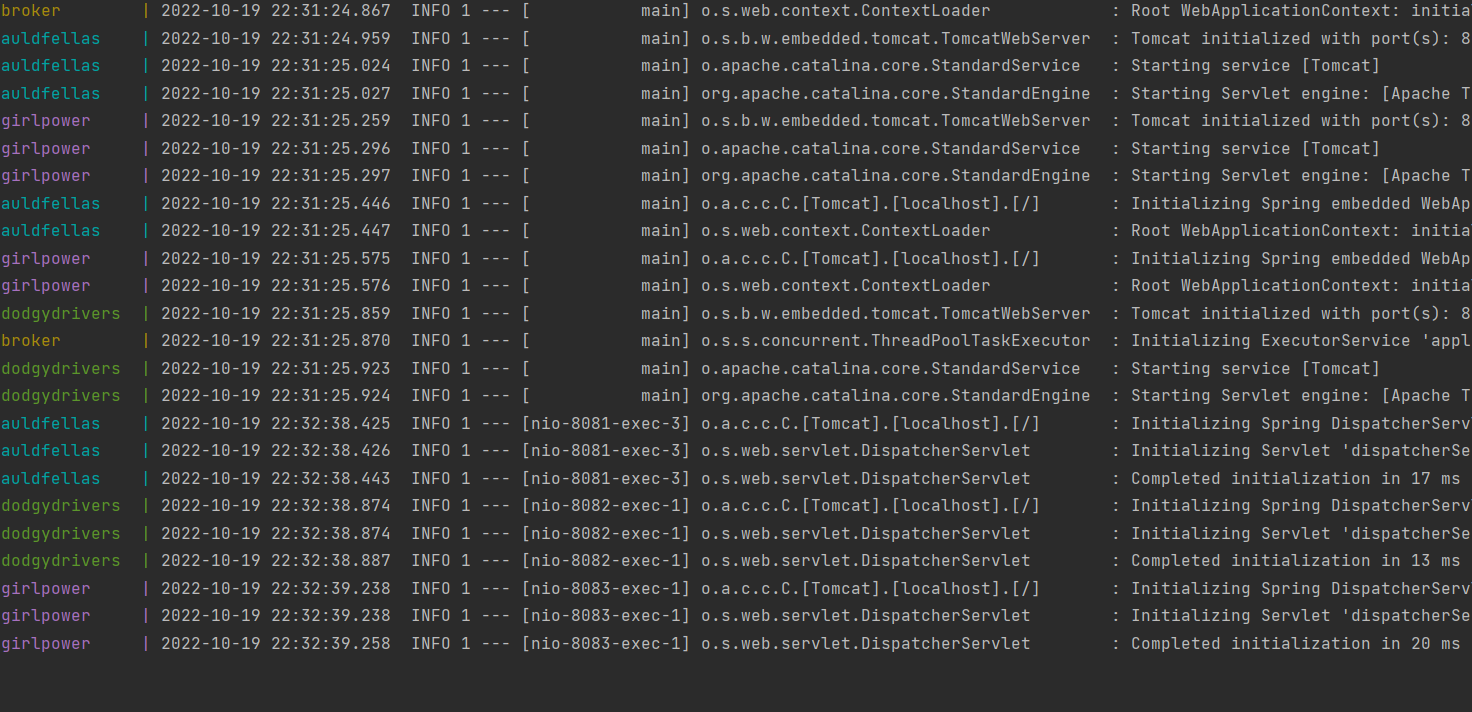 broker        | 2022-10-19 22:31:24.867  INFO 1 --- [           main] o.s.web.context.ContextLoader            : Root WebApplicationContext: initia
auldfellas    | 2022-10-19 22:31:24.959  INFO 1 --- [           main] o.s.b.w.embedded.tomcat.TomcatWebServer  : Tomcat initialized with port(s): 8
auldfellas    | 2022-10-19 22:31:25.024  INFO 1 --- [           main] o.apache.catalina.core.StandardService   : Starting service [Tomcat]
auldfellas    | 2022-10-19 22:31:25.027  INFO 1 --- [           main] org.apache.catalina.core.StandardEngine  : Starting Servlet engine: [Apache T
girlpower     | 2022-10-19 22:31:25.259  INFO 1 --- [           main] o.s.b.w.embedded.tomcat.TomcatWebServer  : Tomcat initialized with port(s): 8
girlpower     | 2022-10-19 22:31:25.296  INFO 1 --- [           main] o.apache.catalina.core.StandardService   : Starting service [Tomcat]
girlpower     | 2022-10-19 22:31:25.297  INFO 1 --- [           main] org.apache.catalina.core.StandardEngine  : Starting Servlet engine: [Apache T
auldfellas    | 2022-10-19 22:31:25.446  INFO 1 --- [           main] o.a.c.c.C.[Tomcat].[localhost].[/]       : Initializing Spring embedded WebAp
auldfellas    | 2022-10-19 22:31:25.447  INFO 1 --- [           main] o.s.web.context.ContextLoader            : Root WebApplicationContext: initia
girlpower     | 2022-10-19 22:31:25.575  INFO 1 --- [           main] o.a.c.c.C.[Tomcat].[localhost].[/]       : Initializing Spring embedded WebAp
girlpower     | 2022-10-19 22:31:25.576  INFO 1 --- [           main] o.s.web.context.ContextLoader            : Root WebApplicationContext: initia
dodgydrivers  | 2022-10-19 22:31:25.859  INFO 1 --- [           main] o.s.b.w.embedded.tomcat.TomcatWebServer  : Tomcat initialized with port(s): 8
broker        | 2022-10-19 22:31:25.870  INFO 1 --- [           main] o.s.s.concurrent.ThreadPoolTaskExecutor  : Initializing ExecutorService 'appl
dodgydrivers  | 2022-10-19 22:31:25.923  INFO 1 --- [           main] o.apache.catalina.core.StandardService   : Starting service [Tomcat]
dodgydrivers  | 2022-10-19 22:31:25.924  INFO 1 --- [           main] org.apache.catalina.core.StandardEngine  : Starting Servlet engine: [Apache T
auldfellas    | 2022-10-19 22:32:38.425  INFO 1 --- [nio-8081-exec-3] o.a.c.c.C.[Tomcat].[localhost].[/]       : Initializing Spring DispatcherServ
auldfellas    | 2022-10-19 22:32:38.426  INFO 1 --- [nio-8081-exec-3] o.s.web.servlet.DispatcherServlet        : Initializing Servlet 'dispatcherSe
auldfellas    | 2022-10-19 22:32:38.443  INFO 1 --- [nio-8081-exec-3] o.s.web.servlet.DispatcherServlet        : Completed initialization in 17 ms
dodgydrivers  | 2022-10-19 22:32:38.874  INFO 1 --- [nio-8082-exec-1] o.a.c.c.C.[Tomcat].[localhost].[/]       : Initializing Spring DispatcherServ
dodgydrivers  | 2022-10-19 22:32:38.874  INFO 1 --- [nio-8082-exec-1] o.s.web.servlet.DispatcherServlet        : Initializing Servlet 'dispatcherSe
dodgydrivers  | 2022-10-19 22:32:38.887  INFO 1 --- [nio-8082-exec-1] o.s.web.servlet.DispatcherServlet        : Completed initialization in 13 ms
girlpower     | 2022-10-19 22:32:39.238  INFO 1 --- [nio-8083-exec-1] o.a.c.c.C.[Tomcat].[localhost].[/]       : Initializing Spring DispatcherServ
girlpower     | 2022-10-19 22:32:39.238  INFO 1 --- [nio-8083-exec-1] o.s.web.servlet.DispatcherServlet        : Initializing Servlet 'dispatcherSe
girlpower     | 2022-10-19 22:32:39.258  INFO 1 --- [nio-8083-exec-1] o.s.web.servlet.DispatcherServlet        : Completed initialization in 20 ms